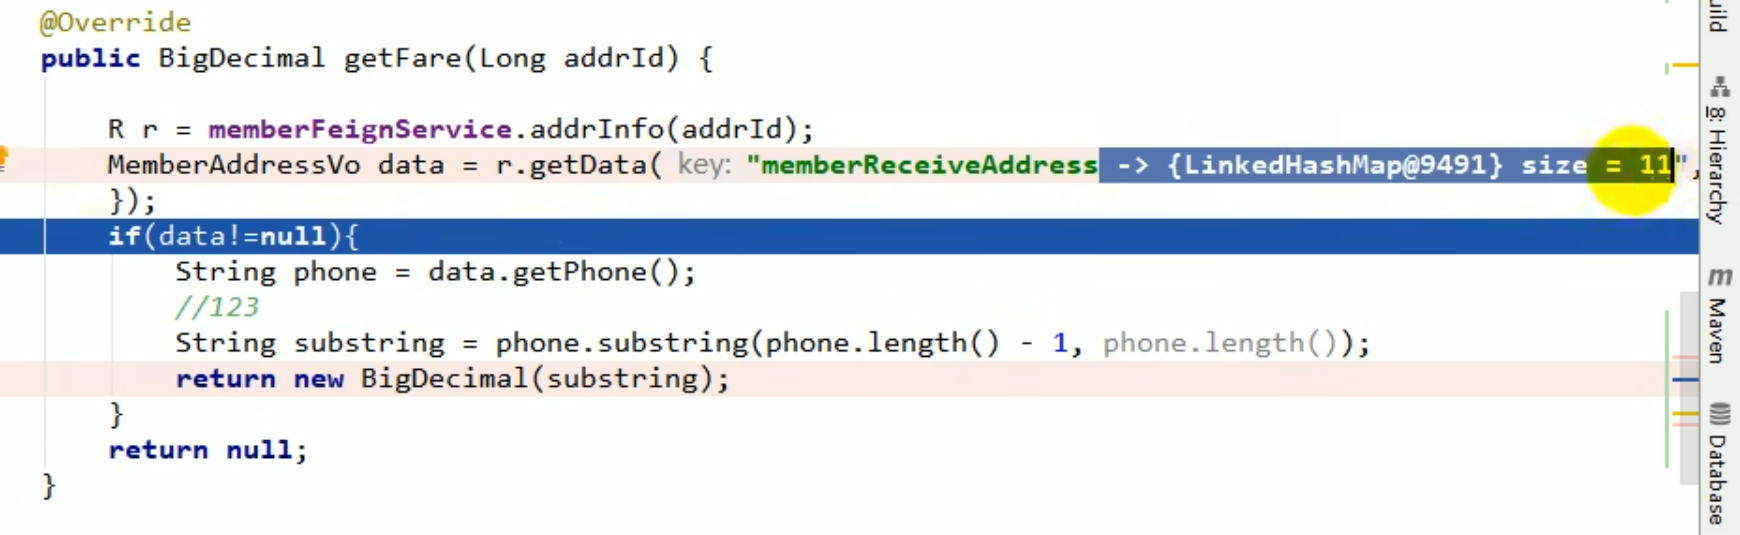 @Override
public BigDecimal getFare(Long addrId) {
R r = memberFeignService.addrInfo(addrId);
MemberAddressVo data = r.getData( key: "memberReceiveAddress -> {LinkedHashMap@9491} size = 11",
});
if(data!=null){
String phone = data.getPhone();
//123
String substring = phone.substring(phone.length() - 1, phone.length());
return new BigDecimal(substring);
}
return null;
}
uild
8: Hierarchy
m Maven
Database